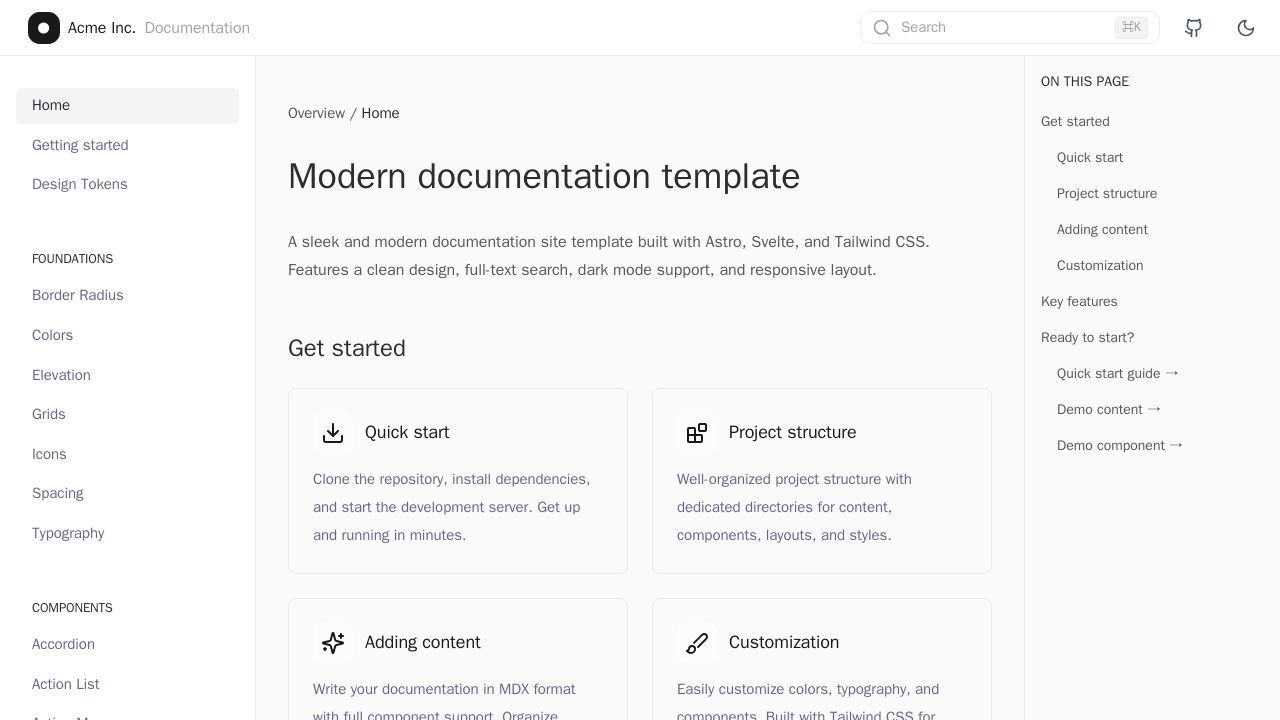 Acme Inc. Documentation
Search ⌘K
Home
Getting started
Design Tokens
FOUNDATIONS
Border Radius
Colors
Elevation
Grids
Icons
Spacing
Typography
COMPONENTS
Accordion
Action List
Overview / Home
Modern documentation template
A sleek and modern documentation site template built with Astro, Svelte, and Tailwind CSS.
Features a clean design, full-text search, dark mode support, and responsive layout.
Get started
Quick start
Clone the repository, install dependencies,
and start the development server. Get up
and running in minutes.
Project structure
Well-organized project structure with
dedicated directories for content,
components, layouts, and styles.
Adding content
Write your documentation in MDX format
with full component support. Organize
Customization
Easily customize colors, typography, and
components. Built with Tailwind CSS for
ON THIS PAGE
Get started
Quick start
Project structure
Adding content
Customization
Key features
Ready to start?
Quick start guide →
Demo content →
Demo component →